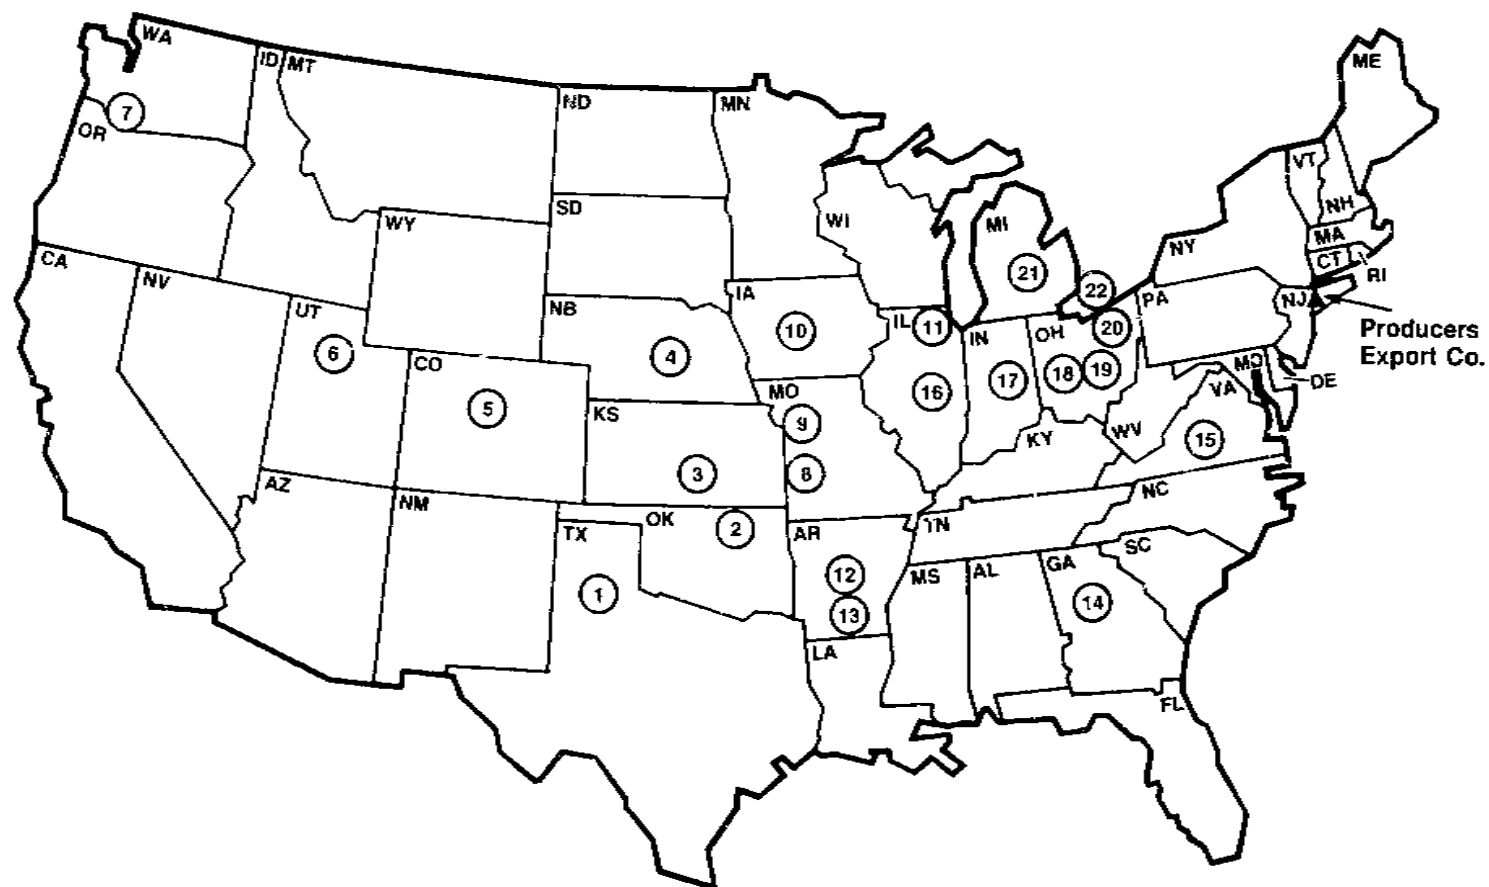 WA
ID
MT
ND
MN
ME
7
OR
VT
NH
SD
WI
MI
NY
MA
WY
CT
RI
CA
NV
21
22
IA
PA
NJ
UT
NB
IL
11
IN
OH
20
Producers
Export Co.
6
4
10
CO
18
19
MD
DE
5
16
17
MO
VA
KS
9
KY
WV
15
3
8
AZ
NM
NC
OK
2
TX
AR
TN
SC
12
MS
AL
GA
1
13
14
LA
FL